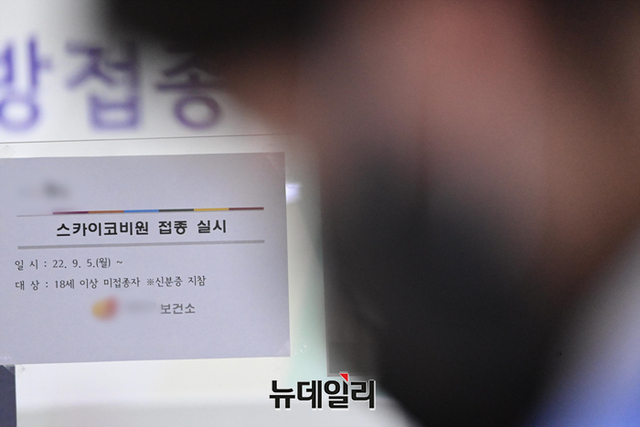 방접종
스카이코비원 접종 실시
일 시 : 22. 9. 5.(월) ~
대 상 : 18세 이상 미접종자 ※신분증 지참
보건소
뉴데일리